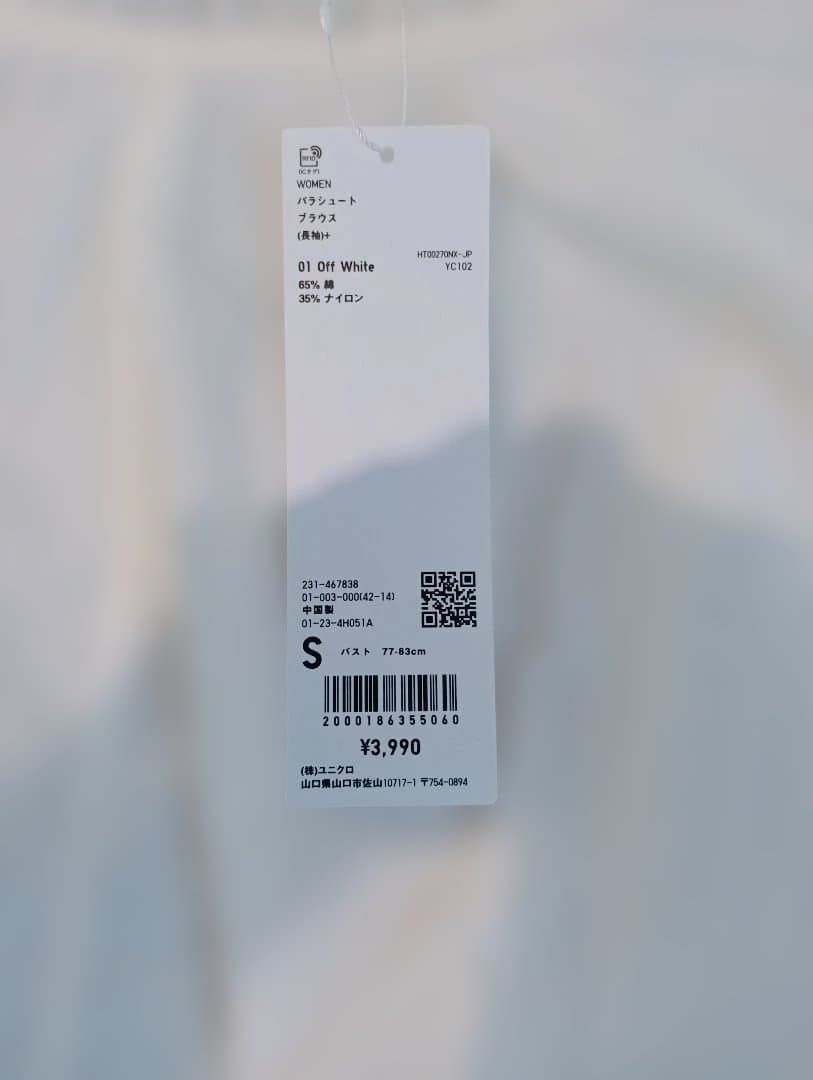 RFID
(ICタグ)
WOMEN
パラシュート
ブラウス
(長袖)+
HT00270NX-JP
01 Off White
YC102
65% 綿
35% ナイロン
231-467838
01-003-000(42-14)
中国製
01-23-4H051A
S バスト 77-83cm
2000186355060
¥3,990
(株)ユニクロ
山口県山口市佐山10717-1 〒754-0894